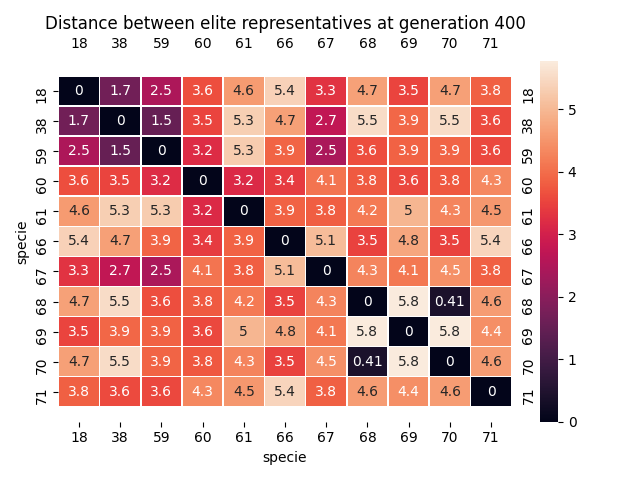 Distance between elite representatives at generation 400
18 38 59 60 61 66 67 68 69 70 71
18 0 1.7 2.5 3.6 4.6 5.4 3.3 4.7 3.5 4.7 3.8 18
38 1.7 0 1.5 3.5 5.3 4.7 2.7 5.5 3.9 5.5 3.6 38 5
59 2.5 1.5 0 3.2 5.3 3.9 2.5 3.6 3.9 3.9 3.6 59
60 3.6 3.5 3.2 0 3.2 3.4 4.1 3.8 3.6 3.8 4.3 60 4
61 4.6 5.3 5.3 3.2 0 3.9 3.8 4.2 5 4.3 4.5 61
specie
66 5.4 4.7 3.9 3.4 3.9 0 5.1 3.5 4.8 3.5 5.4 66 3
67 3.3 2.7 2.5 4.1 3.8 5.1 0 4.3 4.1 4.5 3.8 67
68 4.7 5.5 3.6 3.8 4.2 3.5 4.3 0 5.8 0.41 4.6 68 2
69 3.5 3.9 3.9 3.6 5 4.8 4.1 5.8 0 5.8 4.4 69
70 4.7 5.5 3.9 3.8 4.3 3.5 4.5 0.41 5.8 0 4.6 70 1
71 3.8 3.6 3.6 4.3 4.5 5.4 3.8 4.6 4.4 4.6 0 71
0
18 38 59 60 61 66 67 68 69 70 71
specie